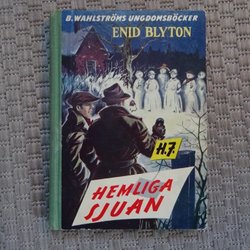 B. WAHLSTRÖMS UNGDOMSBÖCKER
ENID BLYTON
H.7.
HEMLIGA
SJUAN